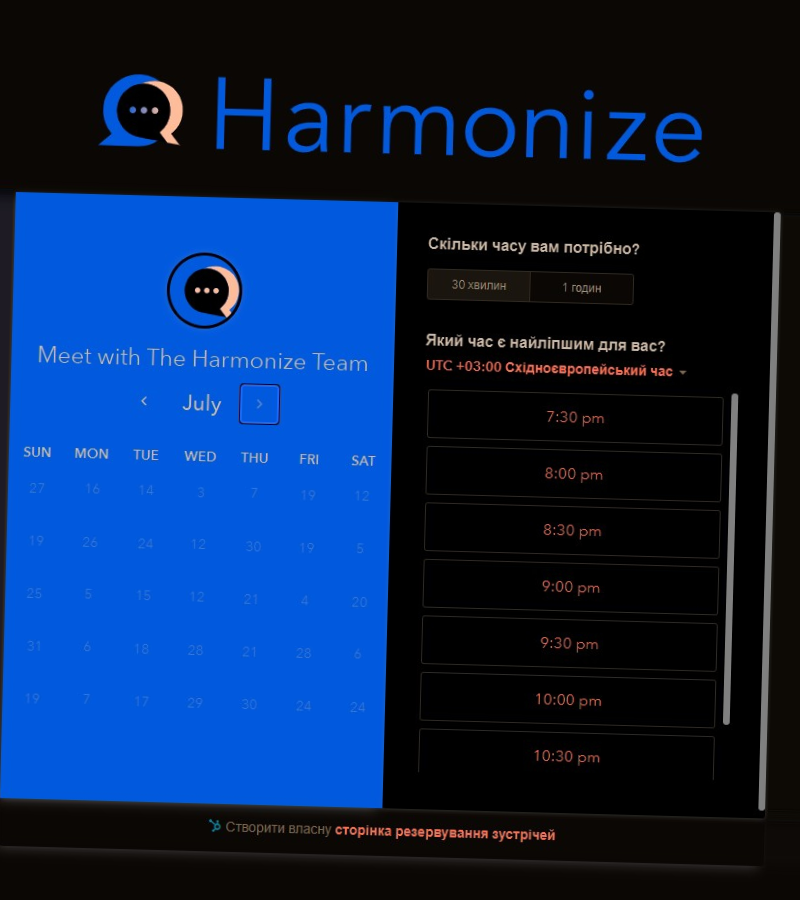 Harmonize
Meet with The Harmonize Team
July
SUN MON TUE WED THU FRI SAT
27 16 14 3 7 19 12
19 26 24 12 30 19 5
25 5 15 12 21 4 20
31 6 18 28 21 28 6
19 7 17 29 30 24 24
Скільки часу вам потрібно?
30 хвилин 1 годин
Який час є найліпшим для вас?
UTC +03:00 Східноєвропейський час
7:30 pm
8:00 pm
8:30 pm
9:00 pm
9:30 pm
10:00 pm
10:30 pm
Створити власну сторінка резервування зустрічей